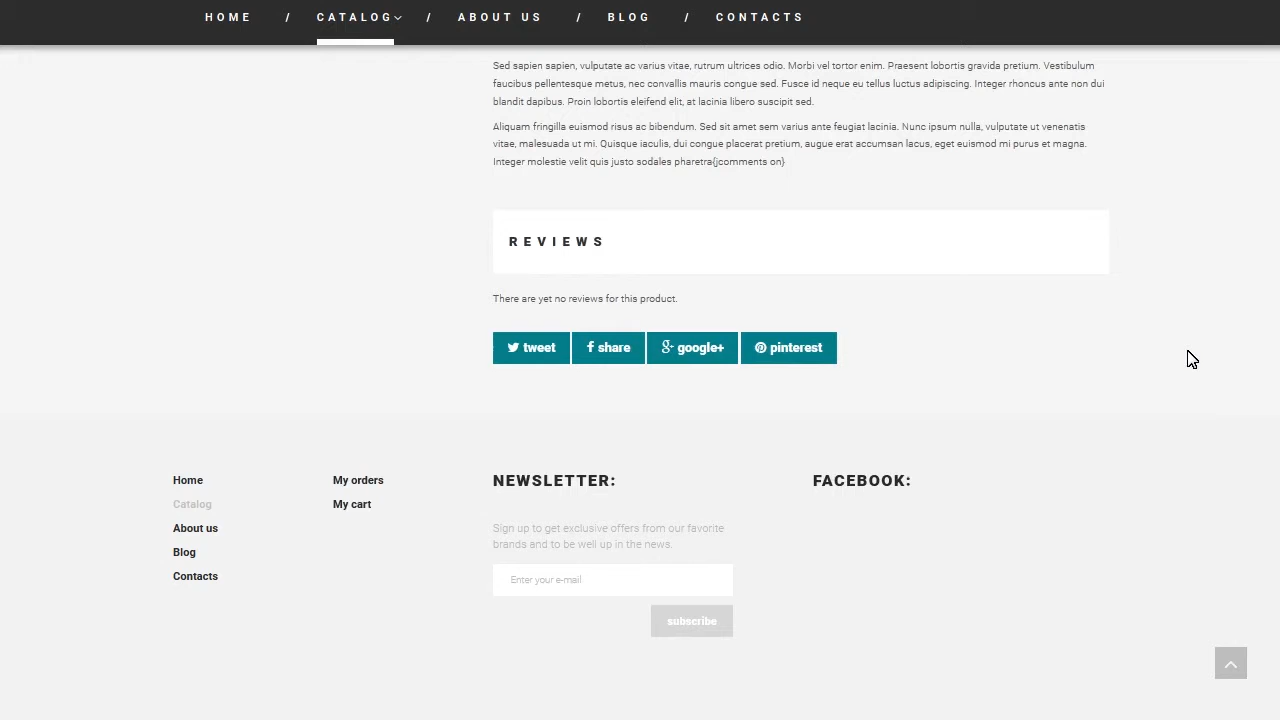 HOME / CATALOG / ABOUT US / BLOG / CONTACTS
Sed sapien sapien, vulputate ac varius vitae, rutrum ultrices odio. Morbi vel tortor enim. Praesent lobortis gravida pretium. Vestibulum
faucibus pellentesque metus, nec convallis mauris congue sed. Fusce id neque eu tellus luctus adipiscing. Integer rhoncus ante non dui
blandit dapibus. Proin lobortis eleifend elit, at lacinia libero suscipit sed.
Aliquam fringilla euismod risus ac bibendum. Sed sit amet sem varius ante feugiat lacinia. Nunc ipsum nulla, vulputate ut venenatis
vitae, malesuada ut mi. Quisque iaculis, dui congue placerat pretium, augue erat accumsan lacus, eget euismod mi purus et magna.
Integer molestie velit quis justo sodales pharetra{jcomments on}
REVIEWS
There are yet no reviews for this product.
tweet share google+ pinterest
Home
Catalog
About us
Blog
Contacts
My orders
My cart
NEWSLETTER:
Sign up to get exclusive offers from our favorite
brands and to be well up in the news.
Enter your e-mail
subscribe
FACEBOOK: